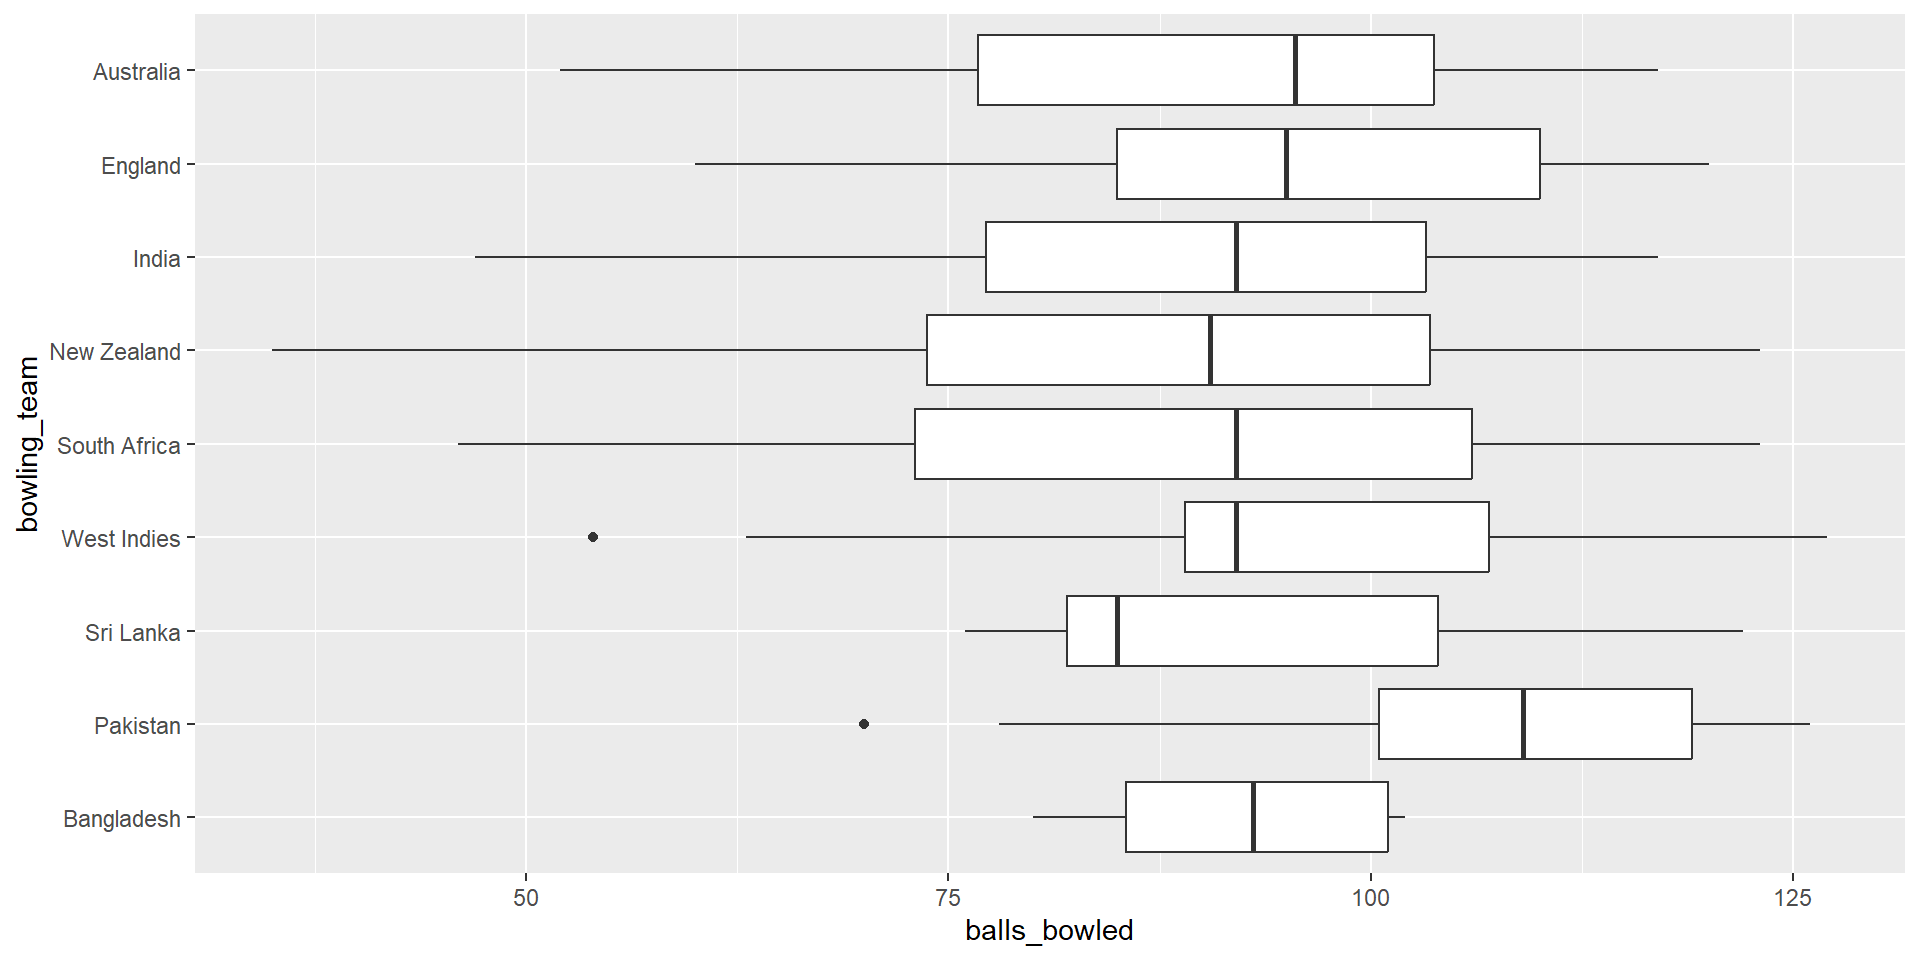 Australia
England
India
New Zealand
South Africa
West Indies
Sri Lanka
Pakistan
Bangladesh
bowling_team
50 75 100 125
balls_bowled